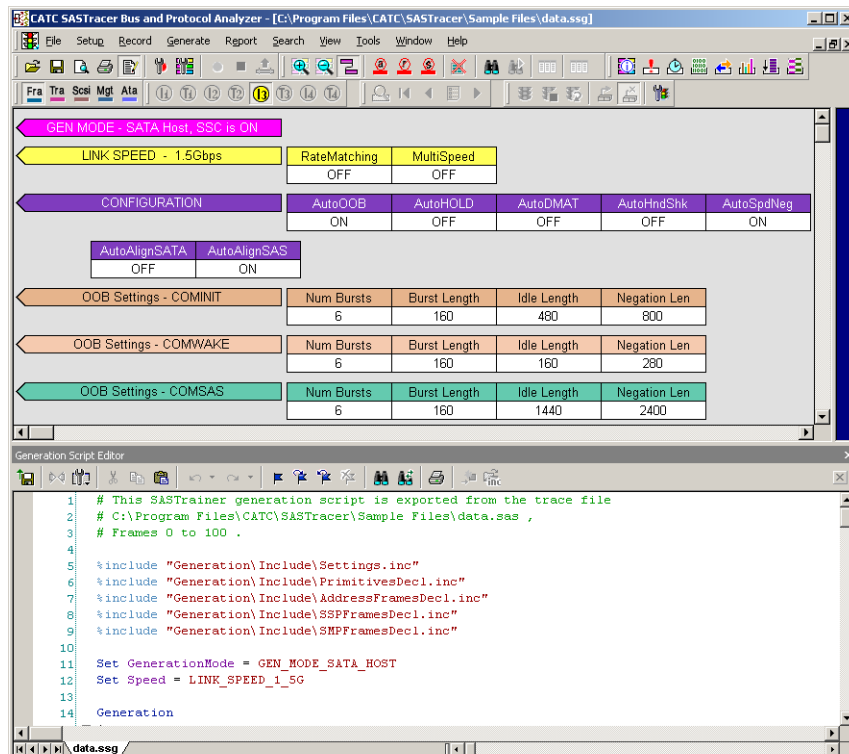 CATC SASTracer Bus and Protocol Analyzer - [C:\Program Files\CATC\SASTracer\Sample Files\data.ssg]
File Setup Record Generate Report Search View Tools Window Help
Fra Tra Scsi Mgt Ata I1 T1 I2 T2 I3 T3 I4 T4
GEN MODE - SATA Host, SSC is ON
LINK SPEED - 1.5Gbps RateMatching MultiSpeed
OFF OFF
CONFIGURATION AutoOOB AutoHOLD AutoDMAT AutoHndShk AutoSpdNeg
ON OFF OFF OFF ON
AutoAlignSATA AutoAlignSAS
OFF ON
OOB Settings - COMINIT Num Bursts Burst Length Idle Length Negation Len
6 160 480 800
OOB Settings - COMWAKE Num Bursts Burst Length Idle Length Negation Len
6 160 160 280
OOB Settings - COMSAS Num Bursts Burst Length Idle Length Negation Len
6 160 1440 2400
Generation Script Editor
inc
1 # This SASTrainer generation script is exported from the trace file
2 # C:\Program Files\CATC\SASTracer\Sample Files\data.sas ,
3 # Frames 0 to 100 .
4
5 %include "Generation\Include\Settings.inc"
6 %include "Generation\Include\PrimitivesDecl.inc"
7 %include "Generation\Include\AddressFramesDecl.inc"
8 %include "Generation\Include\SSPFramesDecl.inc"
9 %include "Generation\Include\SMPFramesDecl.inc"
10
11 Set GenerationMode = GEN_MODE_SATA_HOST
12 Set Speed = LINK_SPEED_1_5G
13
14 Generation
data.ssg